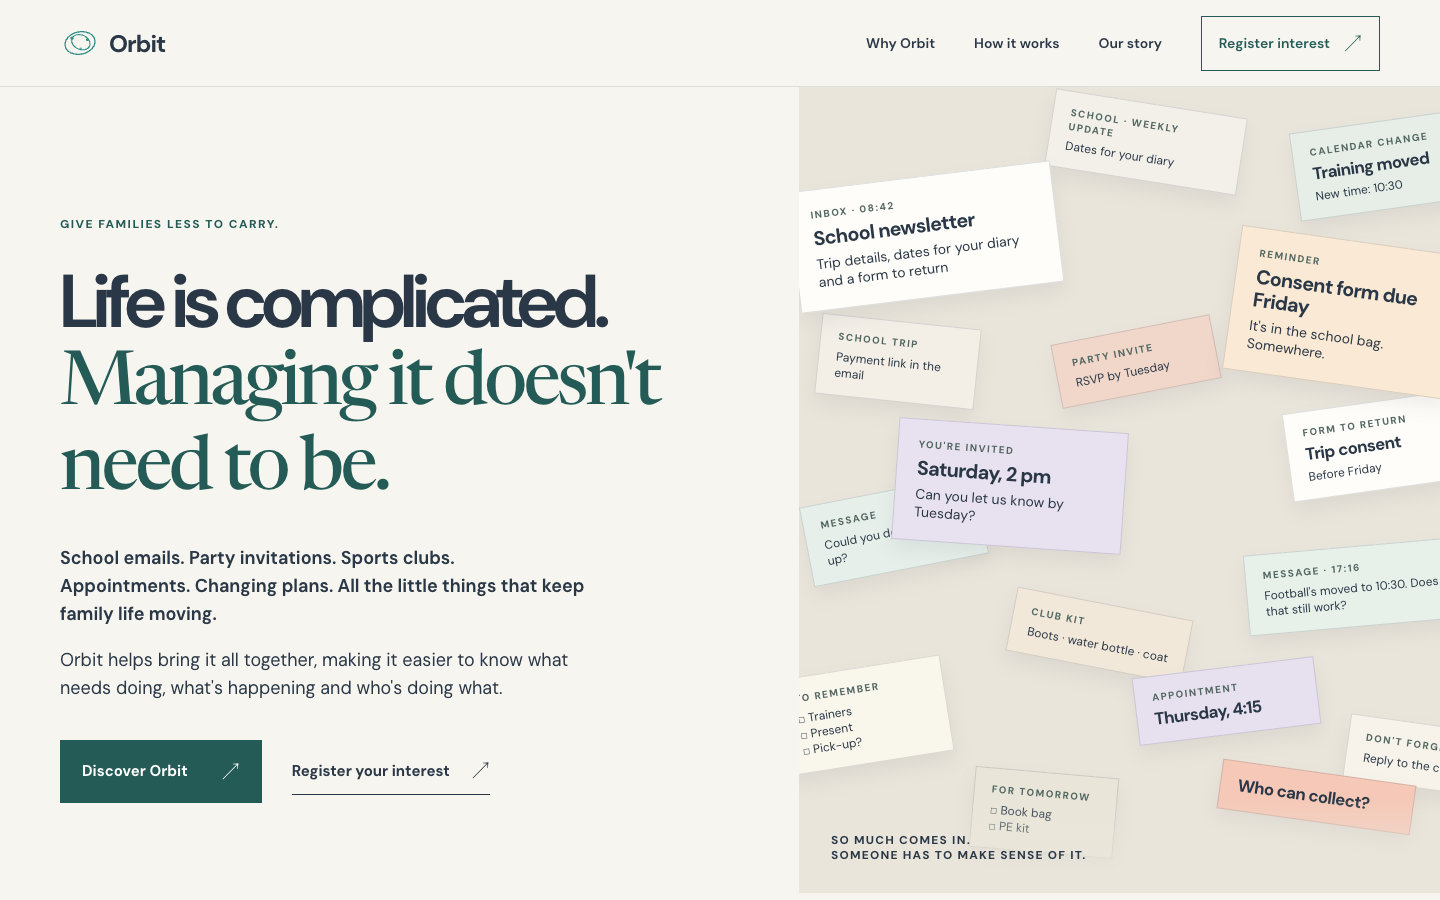 Orbit
Why Orbit
How it works
Our story
Register interest
GIVE FAMILIES LESS TO CARRY.
Life is complicated.
Managing it doesn't
need to be.
School emails. Party invitations. Sports clubs.
Appointments. Changing plans. All the little things that keep
family life moving.
Orbit helps bring it all together, making it easier to know what
needs doing, what's happening and who's doing what.
Discover Orbit
Register your interest
SCHOOL · WEEKLY
UPDATE
Dates for your diary
CALENDAR CHANGE
Training moved
New time: 10:30
INBOX · 08:42
School newsletter
Trip details, dates for your diary
and a form to return
REMINDER
Consent form due
Friday
It's in the school bag.
Somewhere.
SCHOOL TRIP
Payment link in the
email
PARTY INVITE
RSVP by Tuesday
FORM TO RETURN
Trip consent
Before Friday
YOU'RE INVITED
Saturday, 2 pm
Can you let us know by
Tuesday?
MESSAGE
Could you
up?
MESSAGE · 17:16
Football's moved to 10:30. Does
that still work?
CLUB KIT
Boots · water bottle · coat
TO REMEMBER
□ Trainers
□ Present
□ Pick-up?
APPOINTMENT
Thursday, 4:15
DON'T
Reply to the
Who can collect?
FOR TOMORROW
□ Book bag
□ PE kit
SO MUCH COMES IN.
SOMEONE HAS TO MAKE SENSE OF IT.